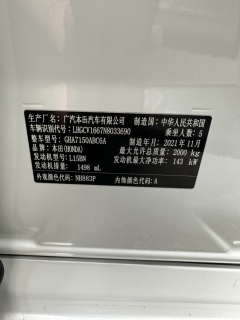 生产厂名: 广汽本田汽车有限公司 制造国: 中华人民共和国
车辆识别代号: LHGCV1667N8033690 乘坐人数: 5
整车型号: GHA7150ABC6A 制造年月: 2021年11月
品牌: 本田(HONDA) 最大允许总质量: 2000 kg
发动机型号: L15BN 发动机最大净功率: 143 kW
发动机排量: 1498 mL
外观颜色代码: NH883P 内饰颜色代码: A